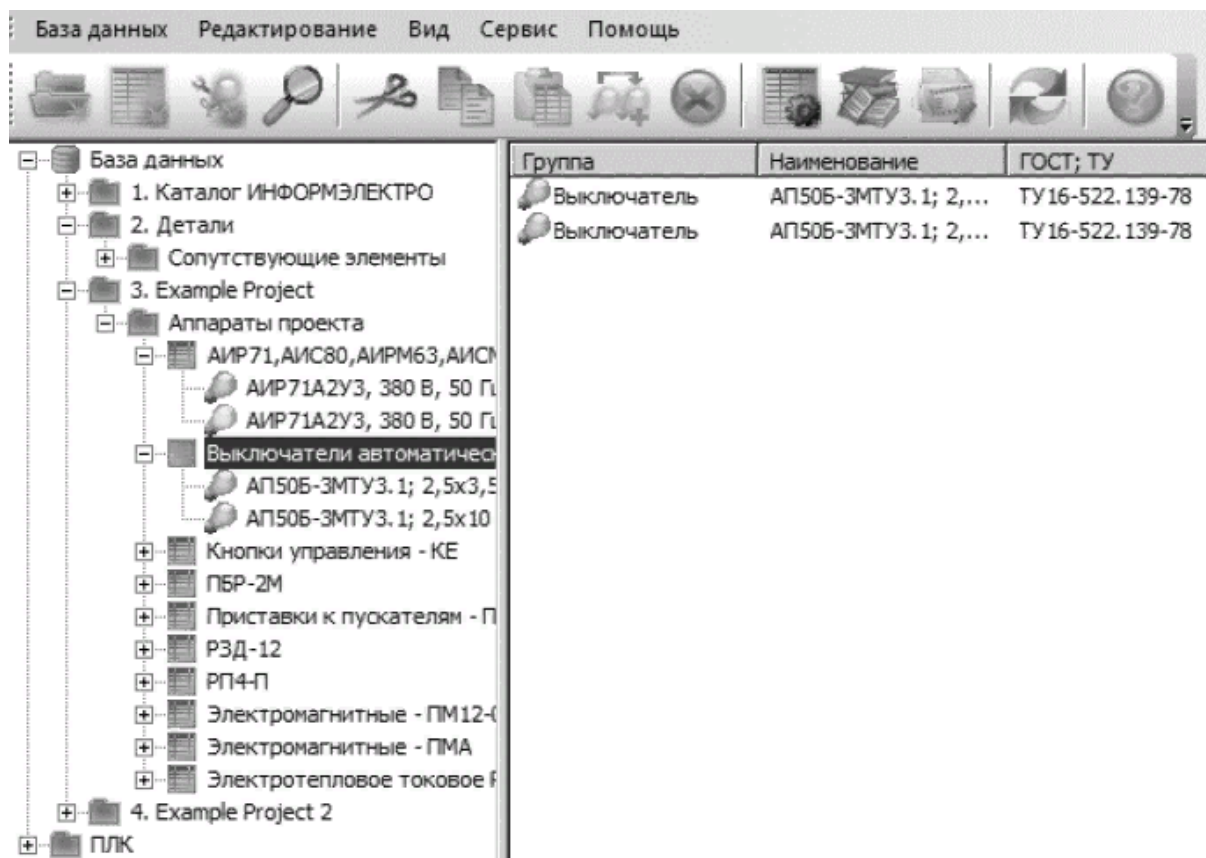 База данных Редактирование Вид Сервис Помощь
База данных
1. Каталог ИНФОРМЭЛЕКТРО
2. Детали
Сопутствующие элементы
3. Example Project
Аппараты проекта
АИР71,АИС80,АИРМ63,АИС
АИР71А2У3, 380 В, 50 Г
АИР71А2У3, 380 В, 50 Г
Выключатели автоматичес
АП50Б-3МТУ3.1; 2,5х3,5
АП50Б-3МТУ3.1; 2,5х10
Кнопки управления - КЕ
ПБР-2М
Приставки к пускателям - П
РЗД-12
РП4-П
Электромагнитные - ПМ12-
Электромагнитные - ПМА
Электротепловое токовое
4. Example Project 2
ПЛК
Группа Наименование ГОСТ; ТУ
Выключатель АП50Б-3МТУ3.1; 2,... ТУ16-522.139-78
Выключатель АП50Б-3МТУ3.1; 2,... ТУ16-522.139-78